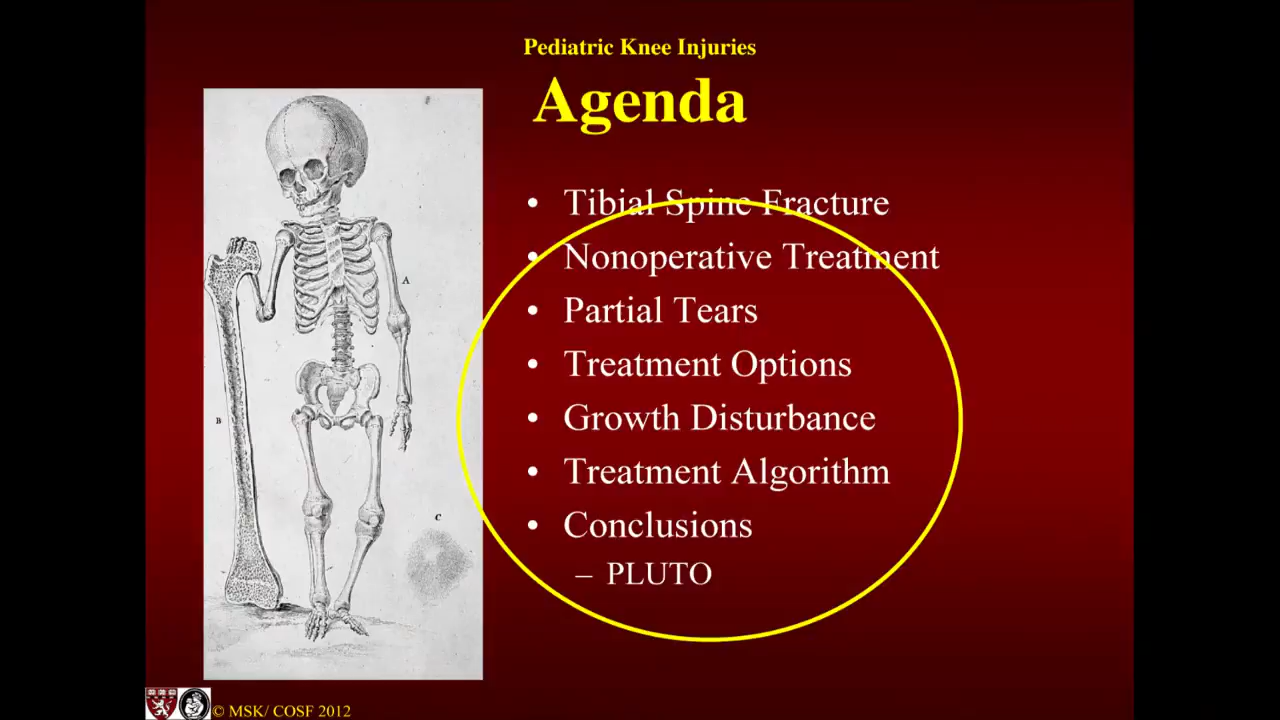 Pediatric Knee Injuries
Agenda
• Tibial Spine Fracture
• Nonoperative Treatment
• Partial Tears
• Treatment Options
• Growth Disturbance
• Treatment Algorithm
• Conclusions
– PLUTO
A
B
C
© MSK/ COSF 2012